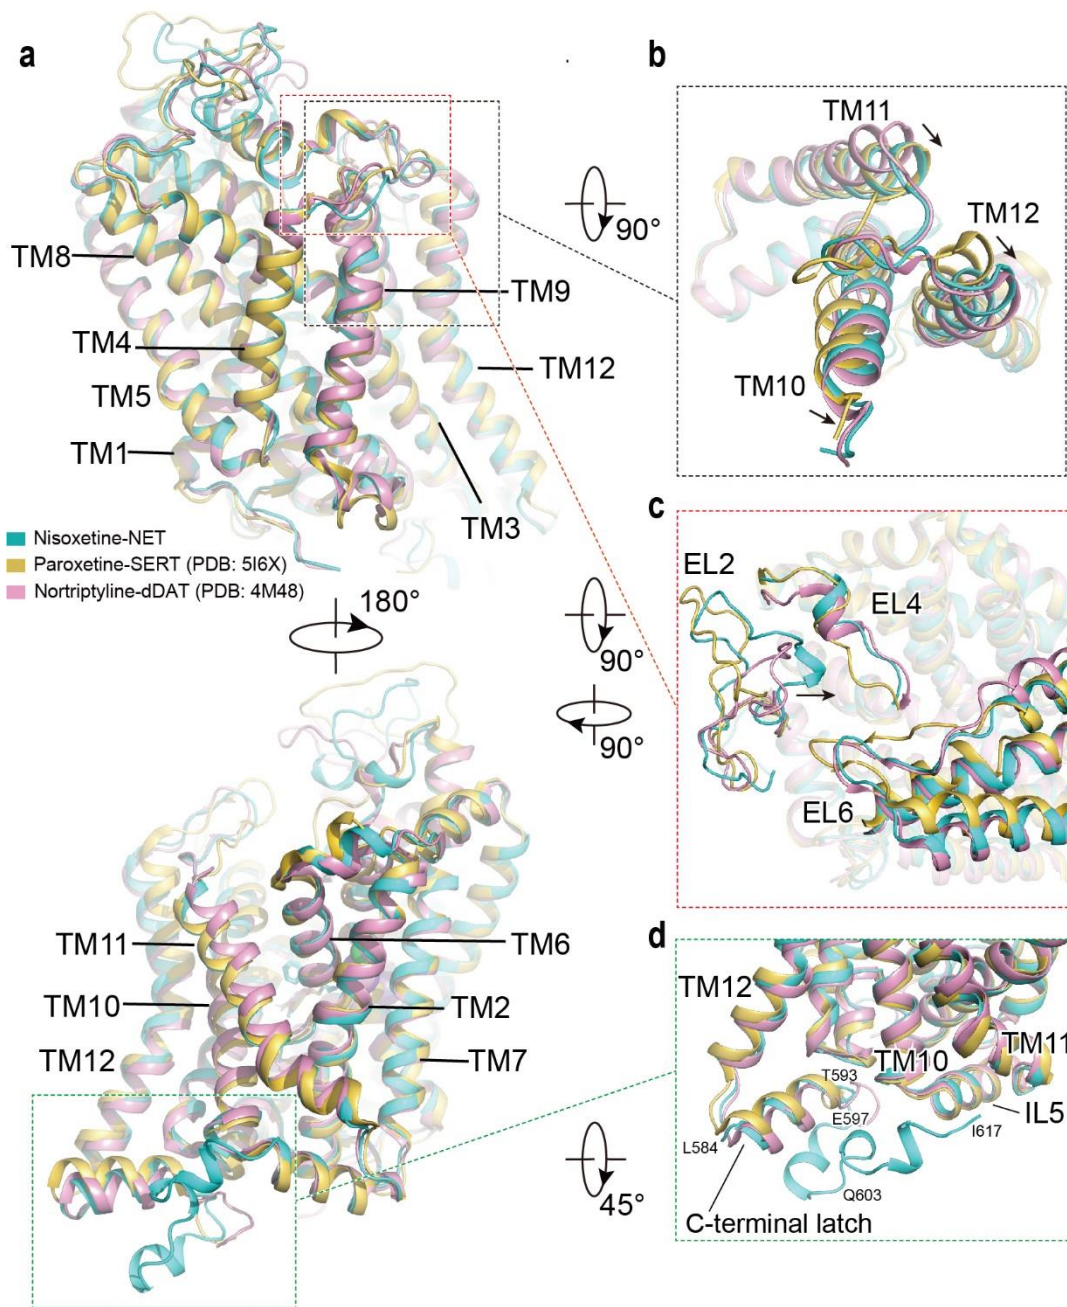 a
TM8
TM4
TM5
TM1
TM9
TM12
TM3
Nisoxetine-NET
Paroxetine-SERT (PDB: 5I6X)
Nortriptyline-dDAT (PDB: 4M48)
180°
90°
90°
90°
45°
TM11
TM10
TM12
TM6
TM2
TM7
b
TM11
TM12
TM10
c
EL2
EL4
EL6
d
TM12
TM10
TM11
T593
E597
IL5
I617
L584
Q603
C-terminal latch